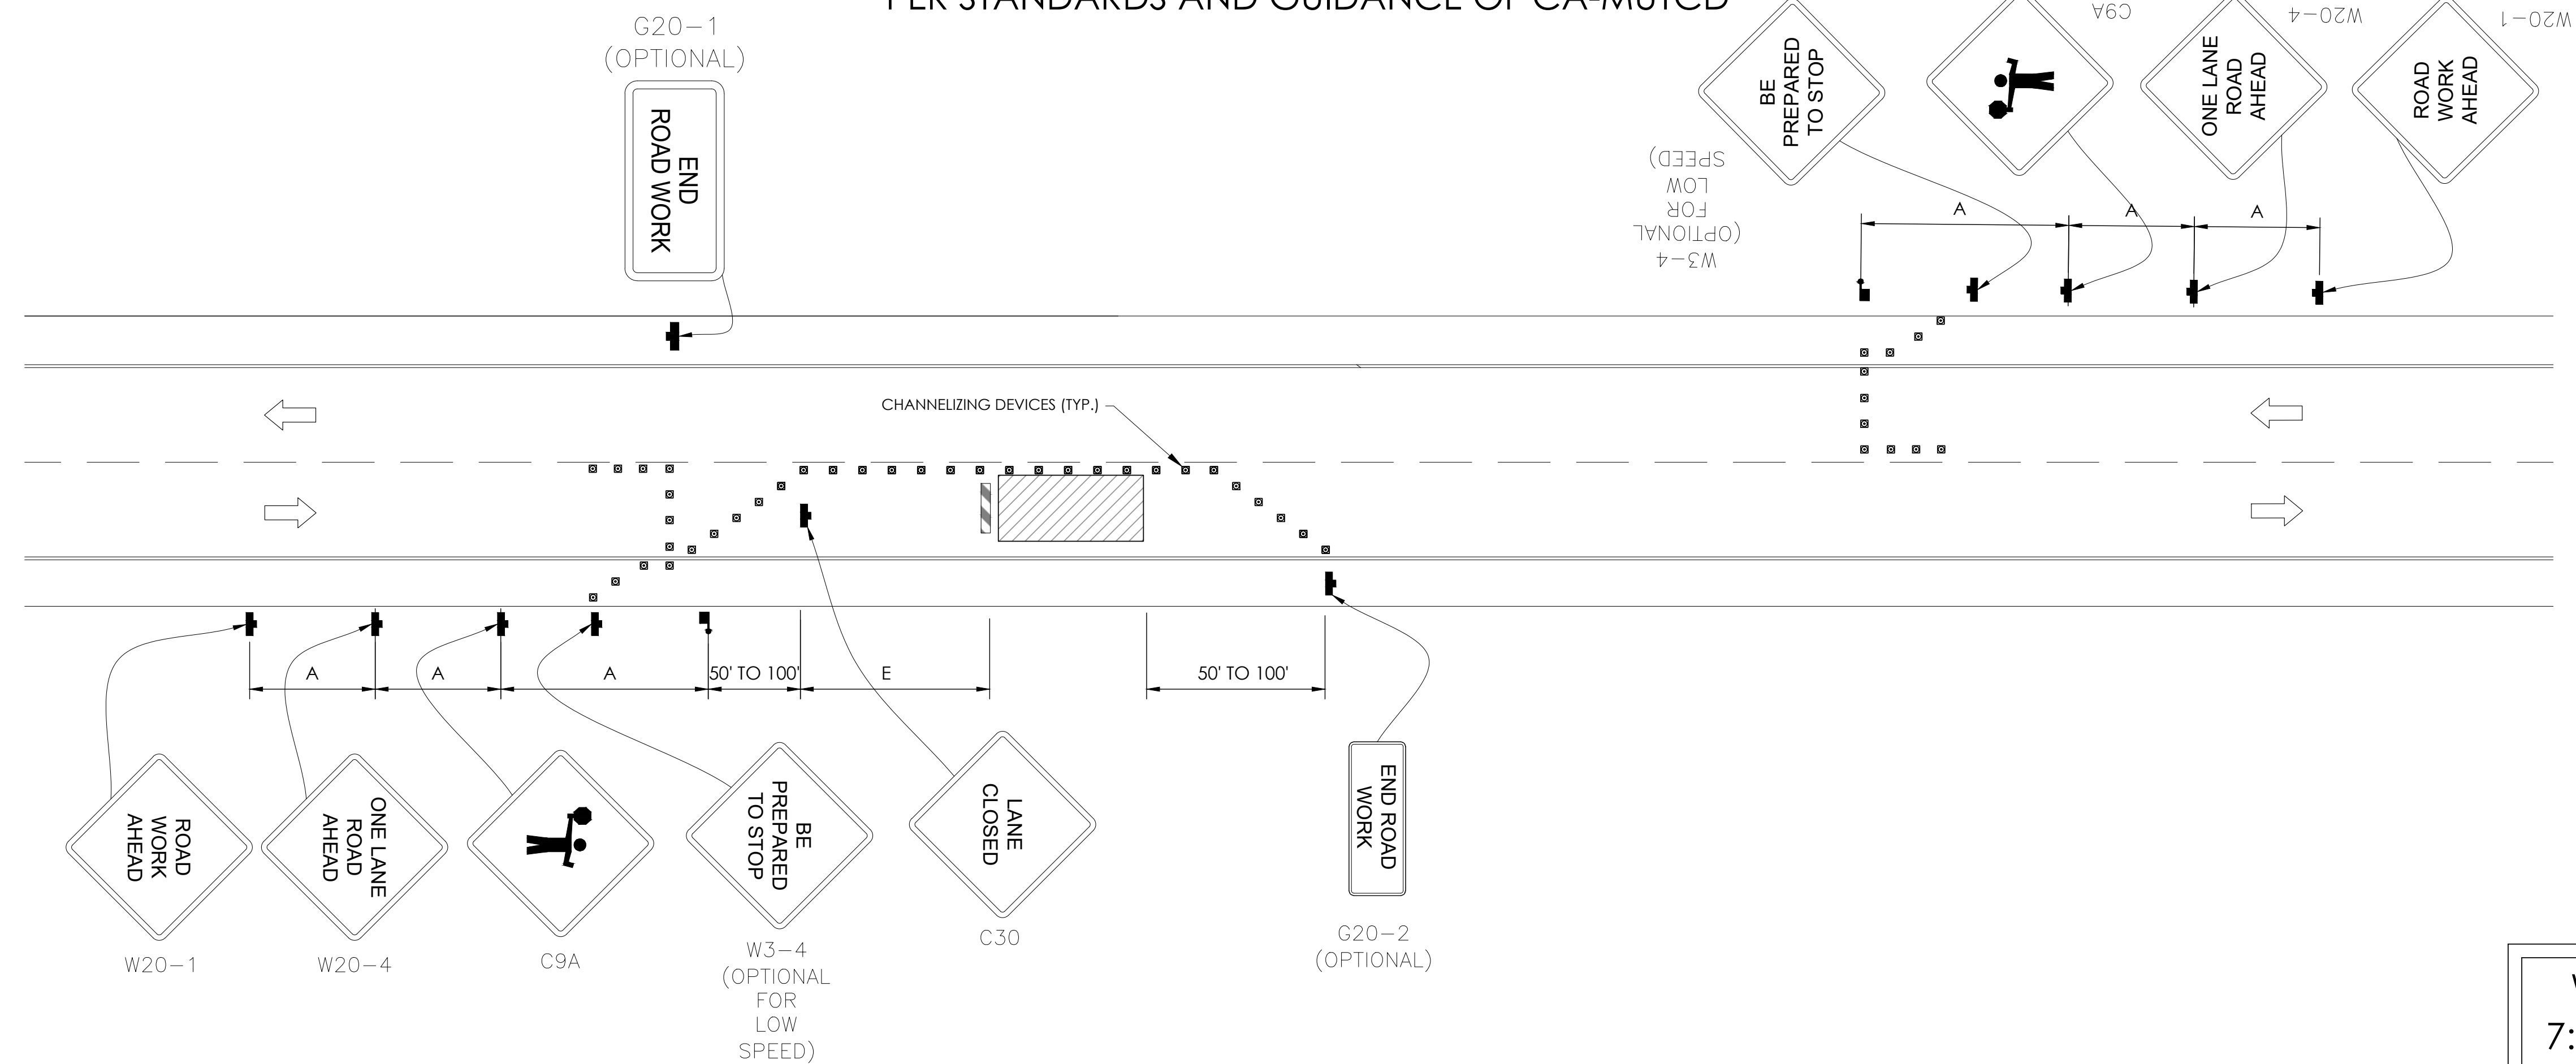 PER STANDARDS AND GUIDANCE OF CA-MUTCD
G20-1
(OPTIONAL)
END
ROAD WORK
BE
PREPARED
TO STOP
W3-4
(OPTIONAL
FOR
LOW
SPEED)
C9A
ONE LANE
ROAD
AHEAD
W20-4
ROAD
WORK
AHEAD
W20-1
A
A
A
CHANNELIZING DEVICES (TYP.)
A
A
A
50' TO 100'
E
50' TO 100'
ROAD
WORK
AHEAD
W20-1
ONE LANE
ROAD
AHEAD
W20-4
C9A
BE
PREPARED
TO STOP
W3-4
(OPTIONAL
FOR
LOW
SPEED)
LANE
CLOSED
C30
END ROAD
WORK
G20-2
(OPTIONAL)
7: